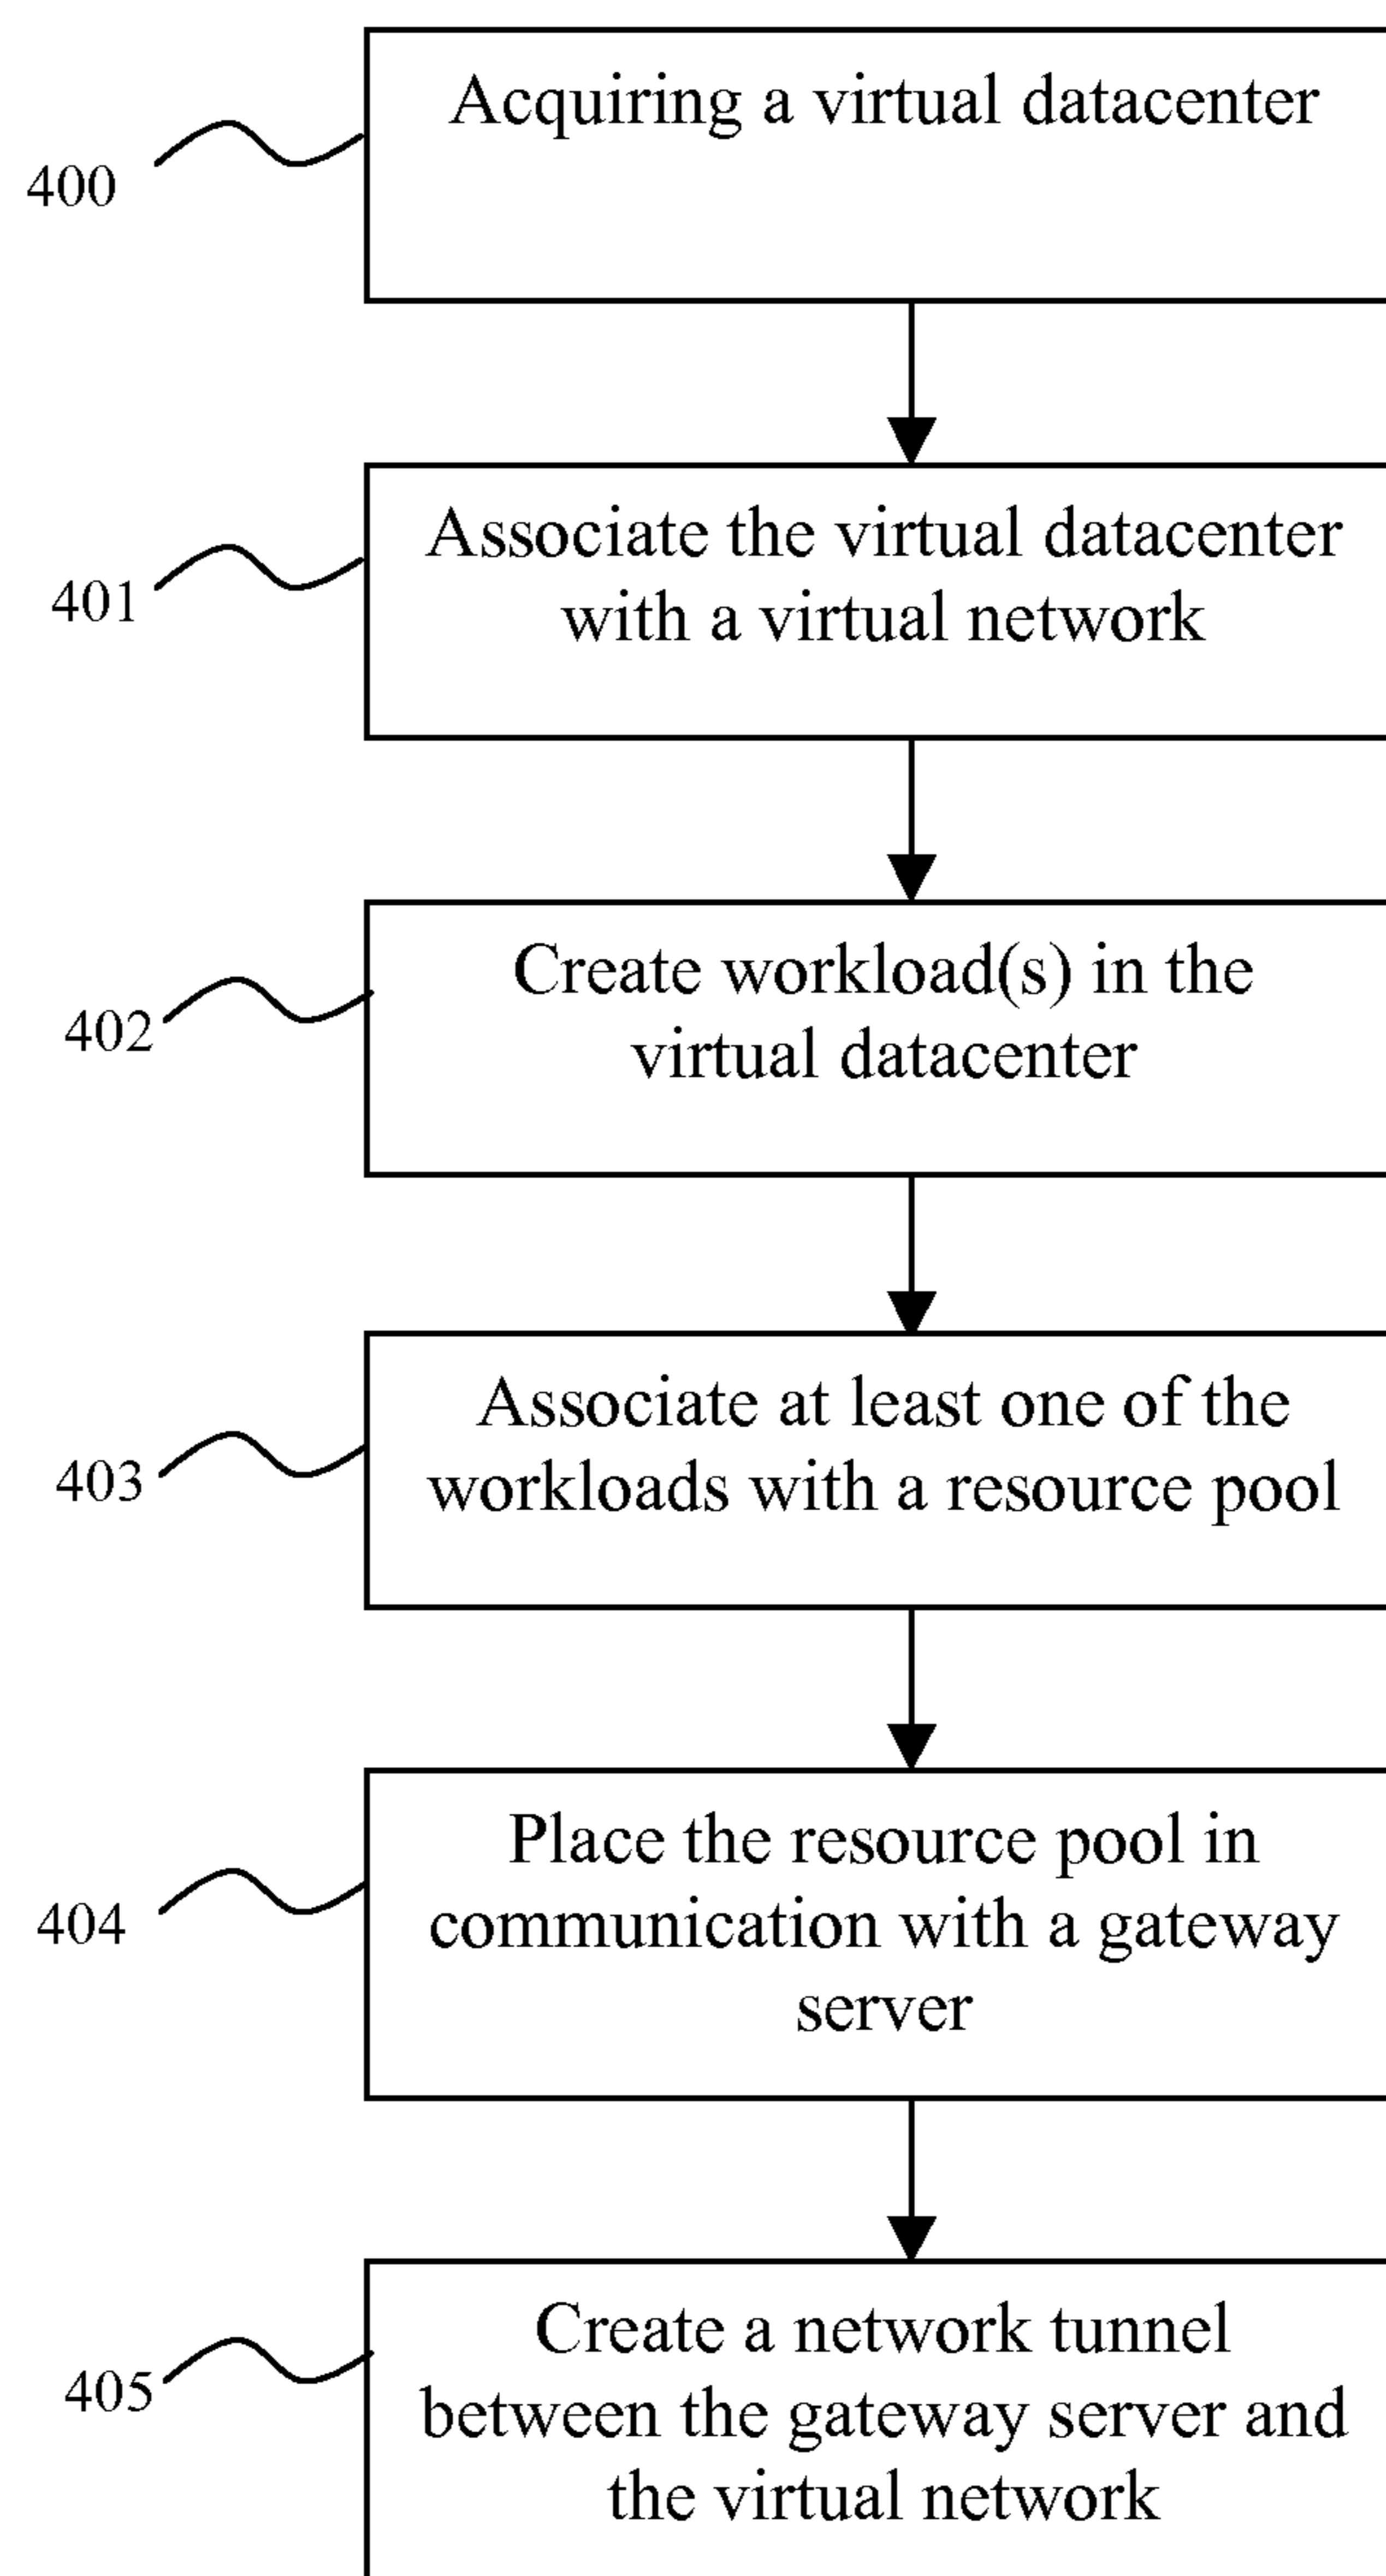 Acquiring a virtual datacenter
400
Associate the virtual datacenter
with a virtual network
401
Create workload(s) in the
virtual datacenter
402
Associate at least one of the
workloads with a resource pool
403
Place the resource pool in
communication with a gateway
server
404
Create a network tunnel
between the gateway server and
the virtual network
405